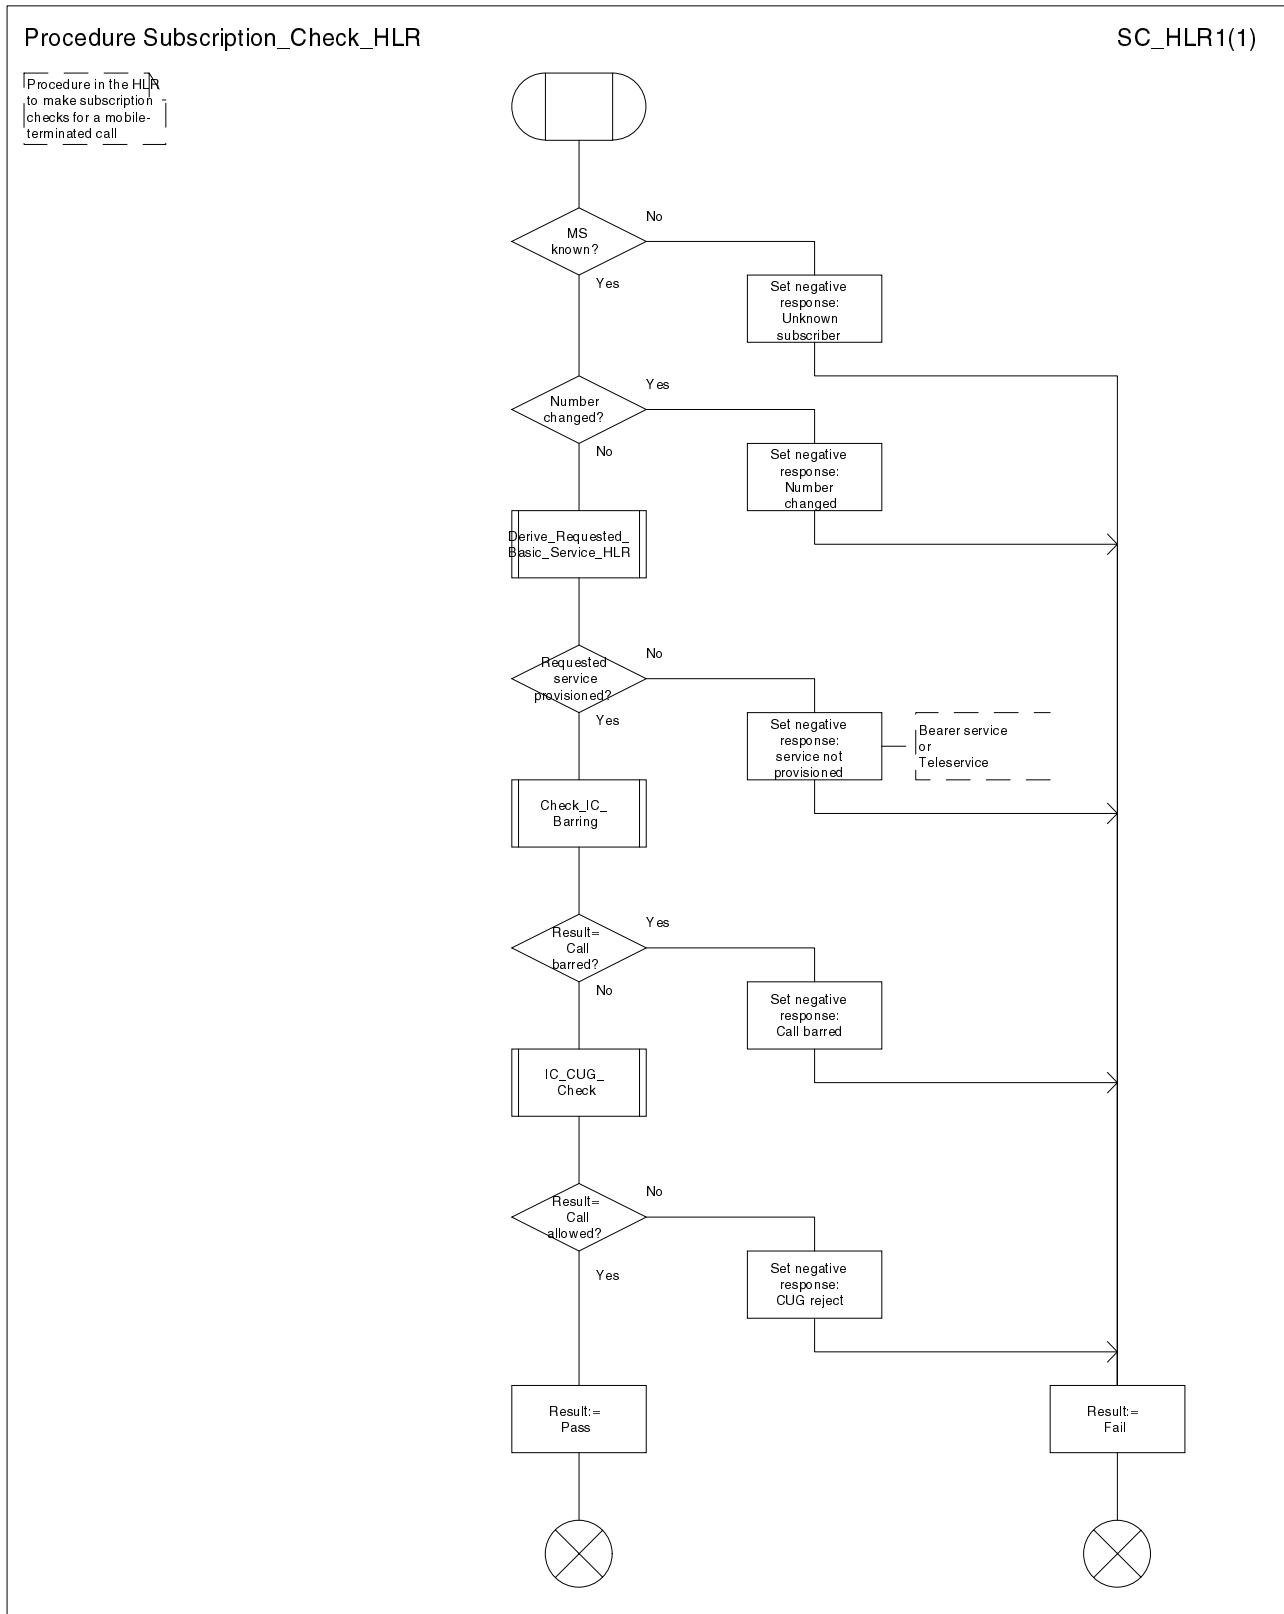 Procedure Subscription_Check_HLR
SC_HLR1(1)
Procedure in the HLR
to make subscription
checks for a mobile-
terminated call
MS
known?
No
Yes
Set negative
response:
Unknown
subscriber
Number
changed?
Yes
No
Set negative
response:
Number
changed
Derive_Requested_
Basic_Service_HLR
Requested
service
provisioned?
No
Yes
Set negative
response:
service not
provisioned
Bearer service
or
Teleservice
Check_IC_
Barring
Result=
Call
barred?
Yes
No
Set negative
response:
Call barred
IC_CUG_
Check
Result=
Call
allowed?
No
Yes
Set negative
response:
CUG reject
Result:=
Pass
Result:=
Fail